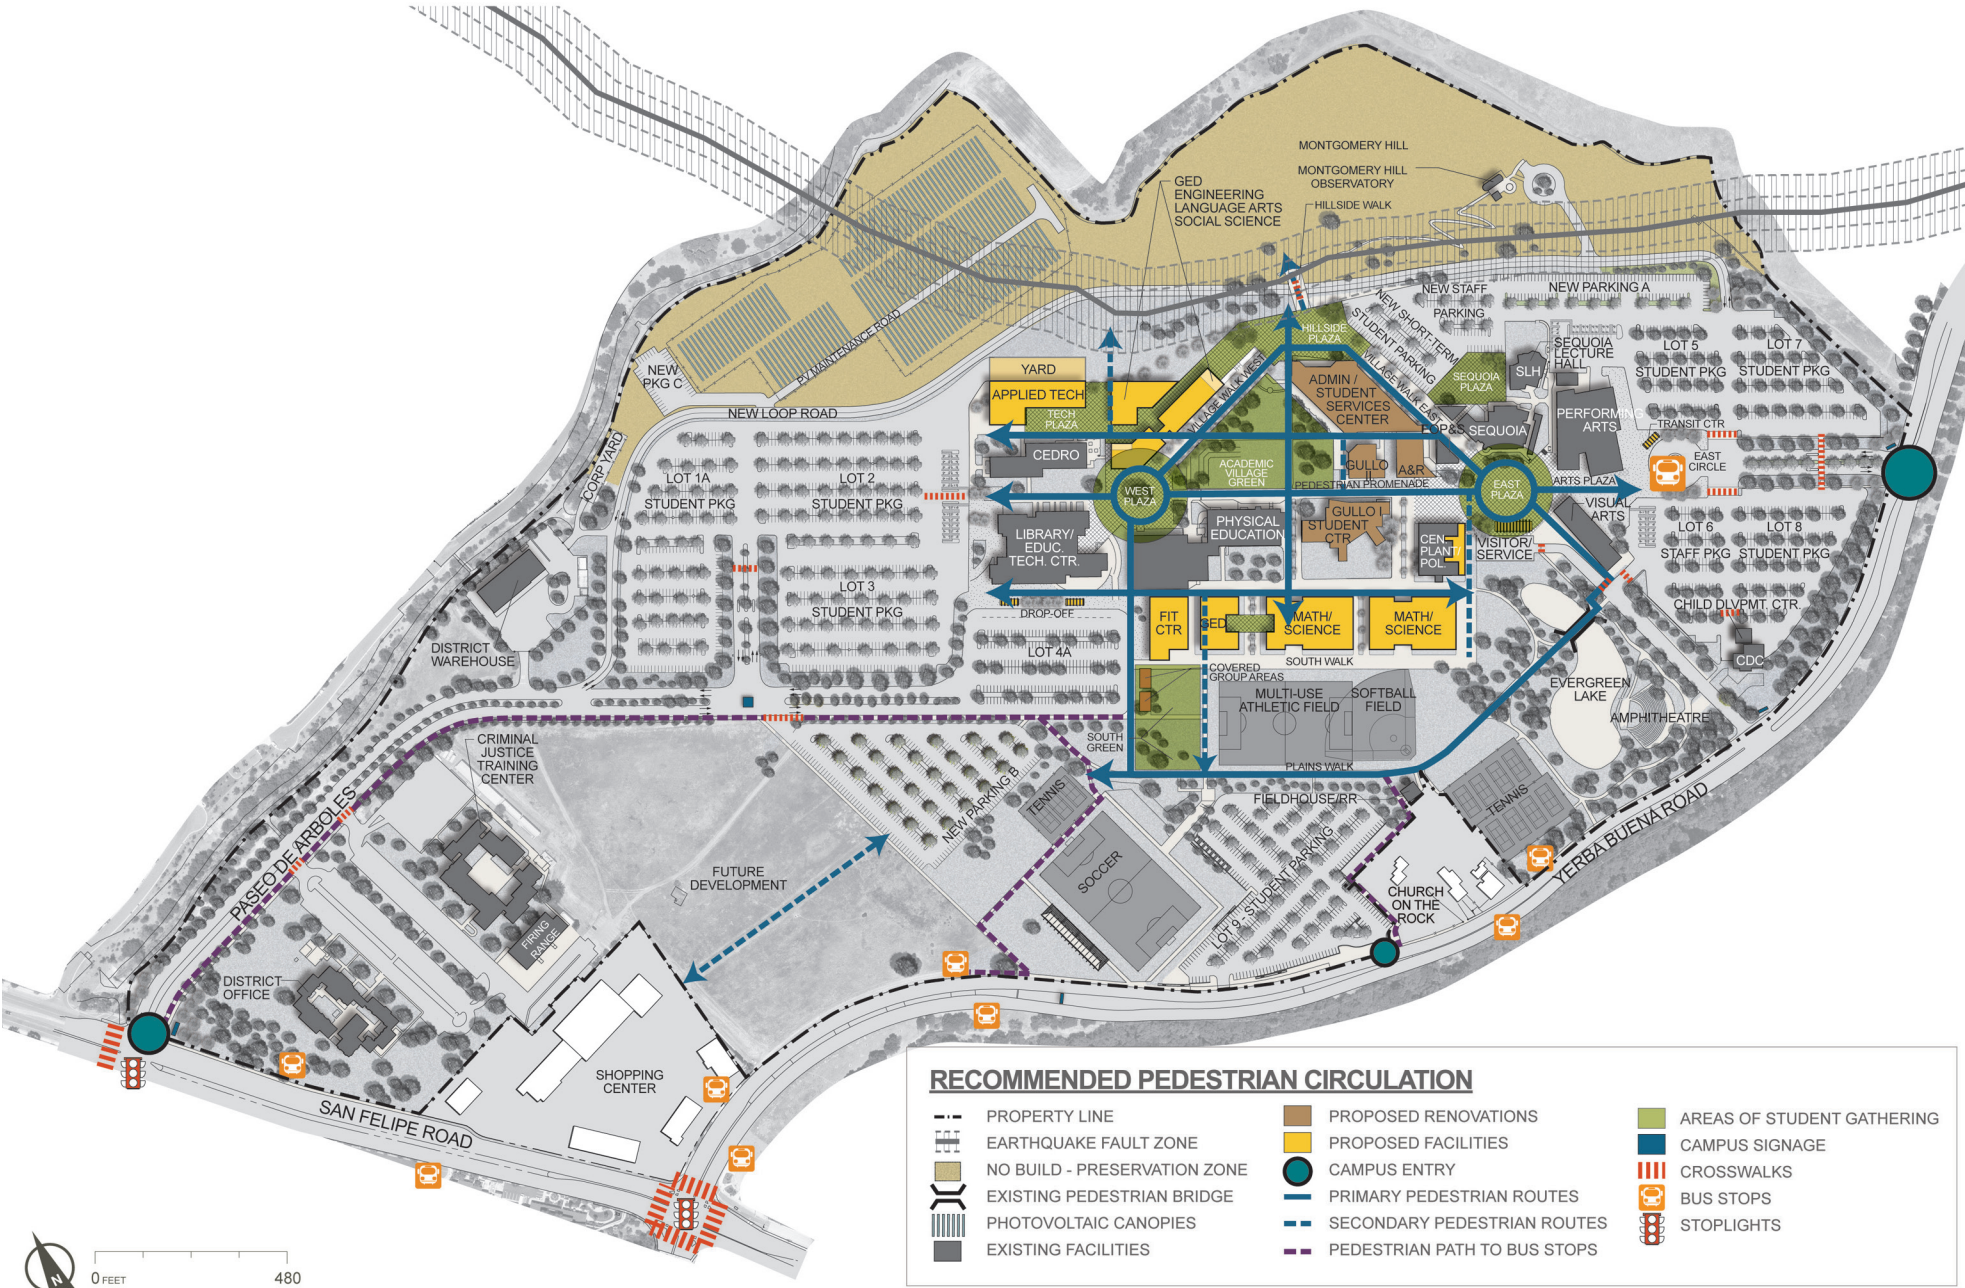 MONTGOMERY HILL
MONTGOMERY HILL
OBSERVATORY
HILLSIDE WALK
GED
ENGINEERING
LANGUAGE ARTS
SOCIAL SCIENCE
NEW STAFF
PARKING
NEW PARKING A
NEW SHORT-TERM
STUDENT PARKING
HILLSIDE
PLAZA
VILLAGE WALK WEST
VILLAGE WALK EAST
SEQUOIA
PLAZA
SLH
SEQUOIA
LECTURE
HALL
LOT 5
STUDENT PKG
LOT 7
STUDENT PKG
PV MAINTENANCE ROAD
NEW
PKG C
NEW LOOP ROAD
CORP YARD
YARD
APPLIED TECH
TECH
PLAZA
CEDRO
ADMIN /
STUDENT
SERVICES
CENTER
EOP&S
SEQUOIA
PERFORMING
ARTS
TRANSIT CTR
EAST
CIRCLE
LOT 1A
STUDENT PKG
LOT 2
STUDENT PKG
WEST
PLAZA
ACADEMIC
VILLAGE
GREEN
GULLO
II
A&R
PEDESTRIAN PROMENADE
EAST
PLAZA
ARTS PLAZA
VISUAL
ARTS
LIBRARY/
EDUC.
TECH. CTR.
PHYSICAL
EDUCATION
GULLO I
STUDENT
CTR
CEN
PLANT/
POL.
VISITOR/
SERVICE
LOT 6
STAFF PKG
LOT 8
STUDENT PKG
LOT 3
STUDENT PKG
DROP-OFF
FIT
CTR
GED
MATH/
SCIENCE
MATH/
SCIENCE
CHILD DLVPMT. CTR.
CDC
DISTRICT
WAREHOUSE
LOT 4A
SOUTH WALK
COVERED
GROUP AREAS
MULTI-USE
ATHLETIC FIELD
SOFTBALL
FIELD
EVERGREEN
LAKE
AMPHITHEATRE
SOUTH
GREEN
PLAINS WALK
CRIMINAL
JUSTICE
TRAINING
CENTER
NEW PARKING B
TENNIS
FIELDHOUSE/RR
TENNIS
PASEO DE ARBOLES
FUTURE
DEVELOPMENT
SOCCER
LOT 9 - STUDENT PARKING
CHURCH
ON THE
ROCK
YERBA BUENA ROAD
FIRING
RANGE
DISTRICT
OFFICE
SHOPPING
CENTER
SAN FELIPE ROAD
RECOMMENDED PEDESTRIAN CIRCULATION
PROPERTY LINE
EARTHQUAKE FAULT ZONE
NO BUILD - PRESERVATION ZONE
EXISTING PEDESTRIAN BRIDGE
PHOTOVOLTAIC CANOPIES
EXISTING FACILITIES
PROPOSED RENOVATIONS
PROPOSED FACILITIES
CAMPUS ENTRY
PRIMARY PEDESTRIAN ROUTES
SECONDARY PEDESTRIAN ROUTES
PEDESTRIAN PATH TO BUS STOPS
AREAS OF STUDENT GATHERING
CAMPUS SIGNAGE
CROSSWALKS
BUS STOPS
STOPLIGHTS
N
0 FEET
480